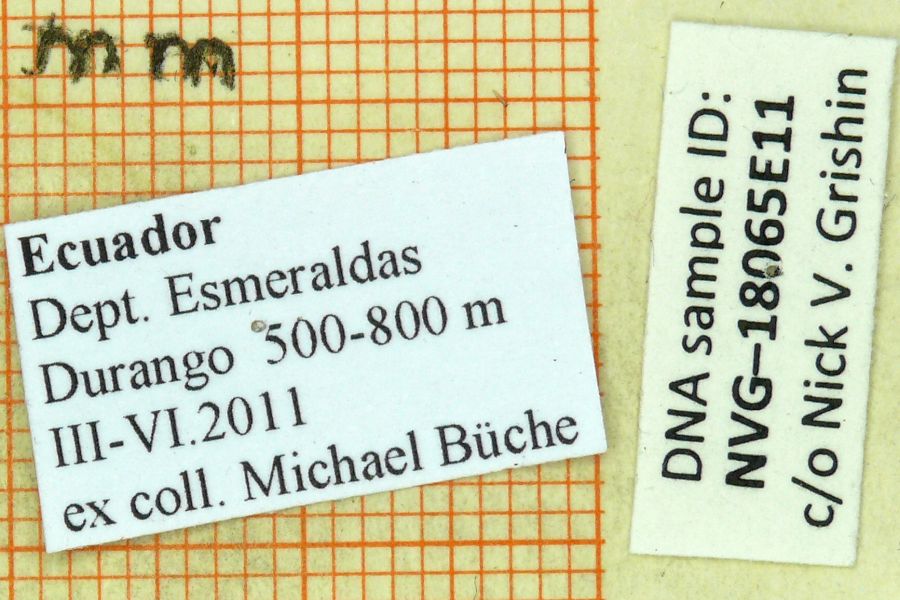 mm
Ecuador
Dept. Esmeraldas
Durango 500-800 m
III-VI.2011
ex coll. Michael Büche
DNA sample ID:
NVG–18065E11
c/o Nick V. Grishin